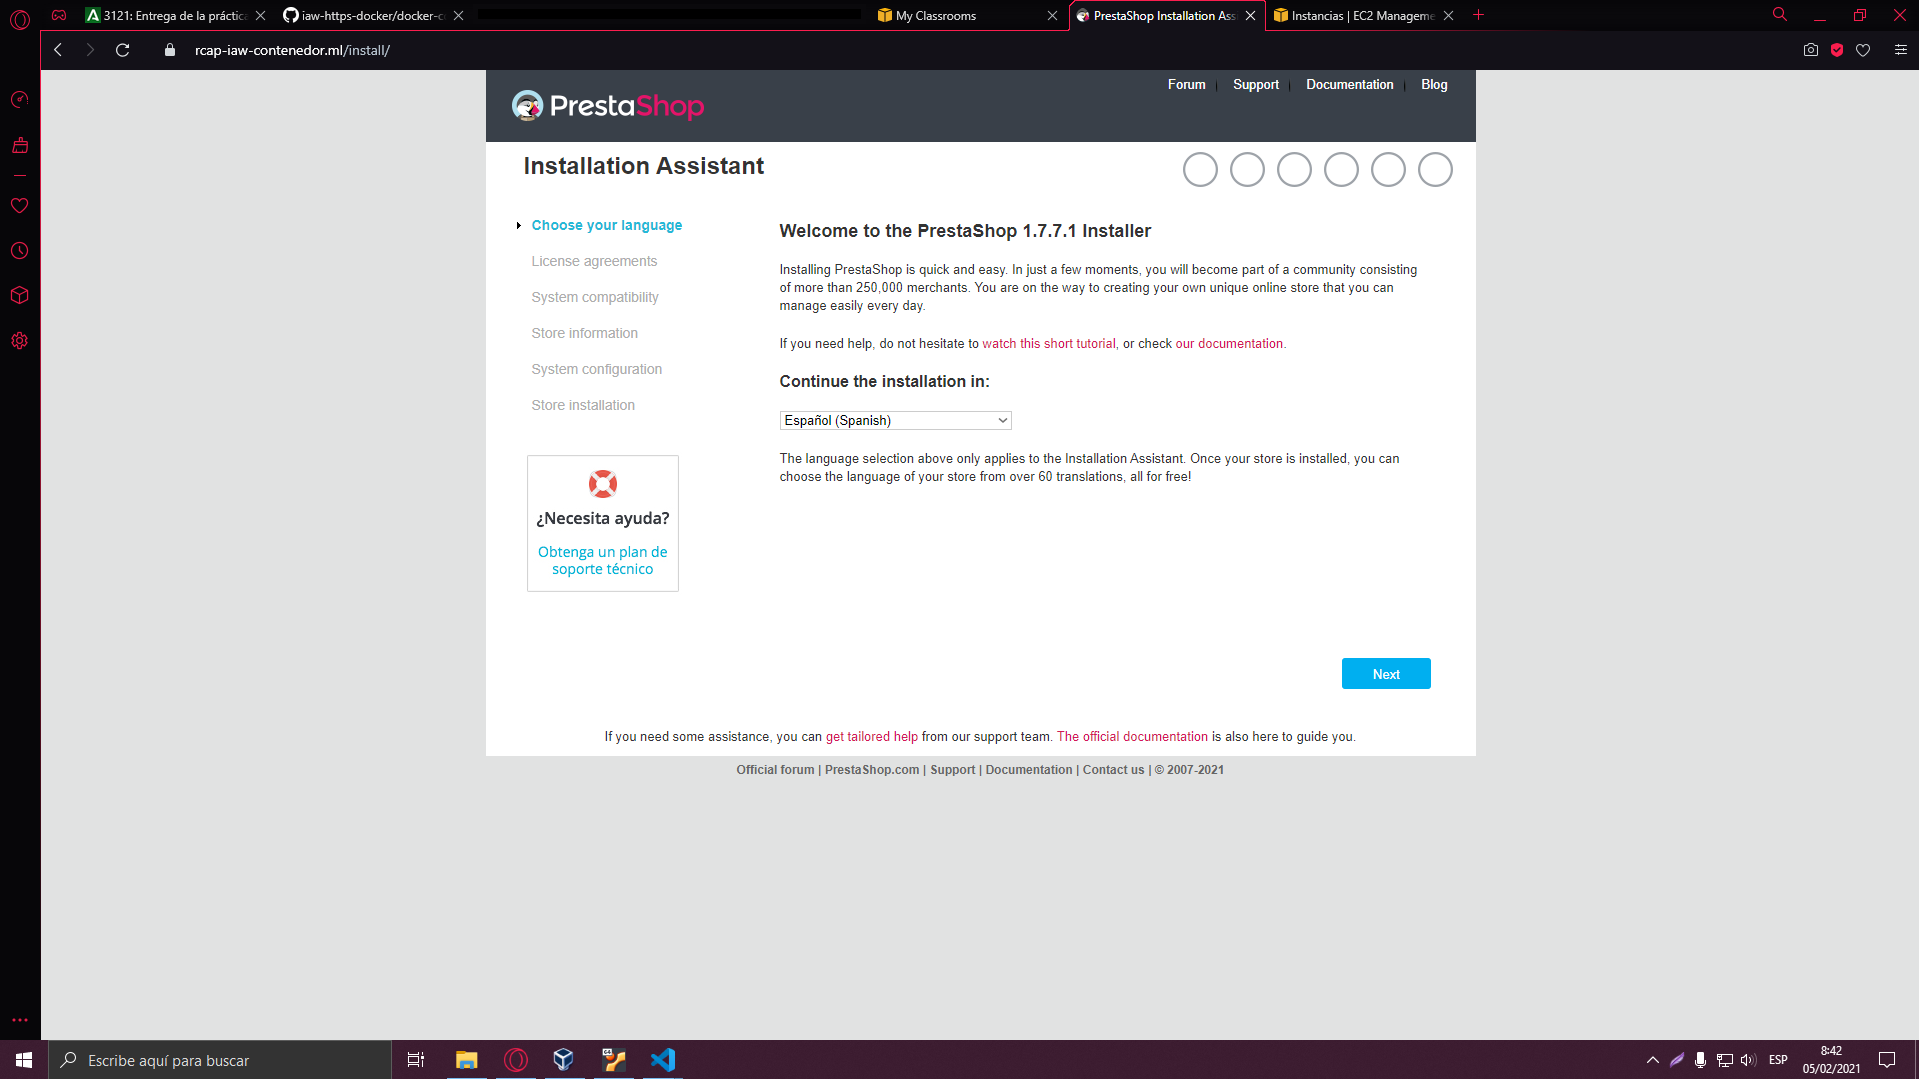 3121: Entrega de la práctic
iaw-https-docker/docker-c
My Classrooms
PrestaShop Installation Ass
Instancias | EC2 Manageme
rcap-iaw-contenedor.ml/install/
Forum
Support
Documentation
Blog
PrestaShop
Installation Assistant
Choose your language
License agreements
System compatibility
Store information
System configuration
Store installation
¿Necesita ayuda?
Obtenga un plan de
soporte técnico
Welcome to the PrestaShop 1.7.7.1 Installer
Installing PrestaShop is quick and easy. In just a few moments, you will become part of a community consisting
of more than 250,000 merchants. You are on the way to creating your own unique online store that you can
manage easily every day.
If you need help, do not hesitate to watch this short tutorial, or check our documentation.
Continue the installation in:
Español (Spanish)
The language selection above only applies to the Installation Assistant. Once your store is installed, you can
choose the language of your store from over 60 translations, all for free!
Next
If you need some assistance, you can get tailored help from our support team. The official documentation is also here to guide you.
Official forum | PrestaShop.com | Support | Documentation | Contact us | © 2007-2021
Escribe aquí para buscar
ESP
8:42
05/02/2021